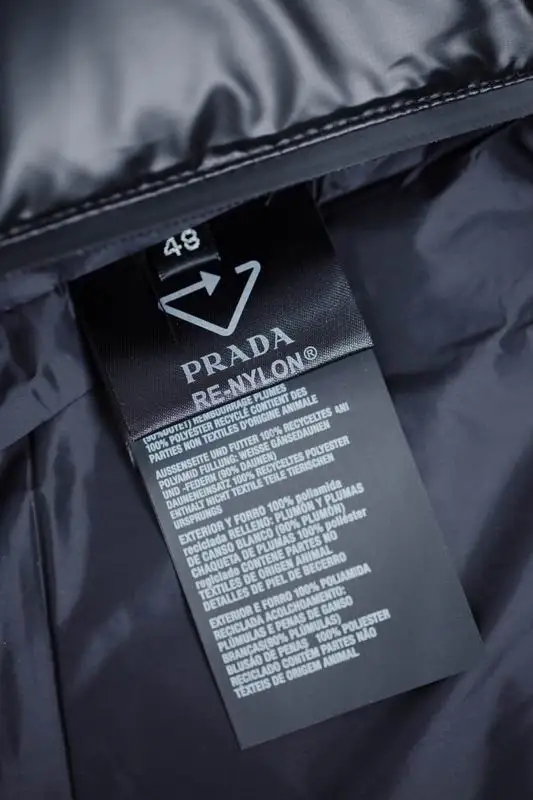 48
PRADA
RE-NYLON®
REMBOURRAGE PLUMES
100% POLYESTER RECYCLÉ CONTIENT DES
PARTIES NON TEXTILES D'ORIGINE ANIMALE
AUSSENSEITE UND FUTTER 100% RECYCELTES
POLYAMID FULLUNG: WEISSE GÄNSEDAUNEN
UND -FEDERN (90% DAUNEN)
DAUNENEINSATZ 100% RECYCELTES POLYESTER
ENTHÄLT NICHT TEXTILE TEILE TIERISCHEN
URSPRUNGS
EXTERIOR Y FORRO 100% poliamida
reciclada RELLENO: PLUMÓN Y PLUMAS
DE GANSO BLANCO (90% PLUMÓN)
CHAQUETA DE PLUMAS 100% poliéster
reciclado CONTIENE PARTES NO
TEXTILES DE ORIGEN ANIMAL
DETALLES DE PIEL DE BECERRO
EXTERIOR E FORRO 100% POLIAMIDA
RECICLADA ACOLCHOAMENTO:
PLÚMULAS E PENAS DE GANSO
BRANCAS(90% PLÚMULAS)
BLUSÃO DE PENAS 100% POLIÉSTER
RECICLADO CONTÉM PARTES NÃO
TÊXTEIS DE ORIGEM ANIMAL